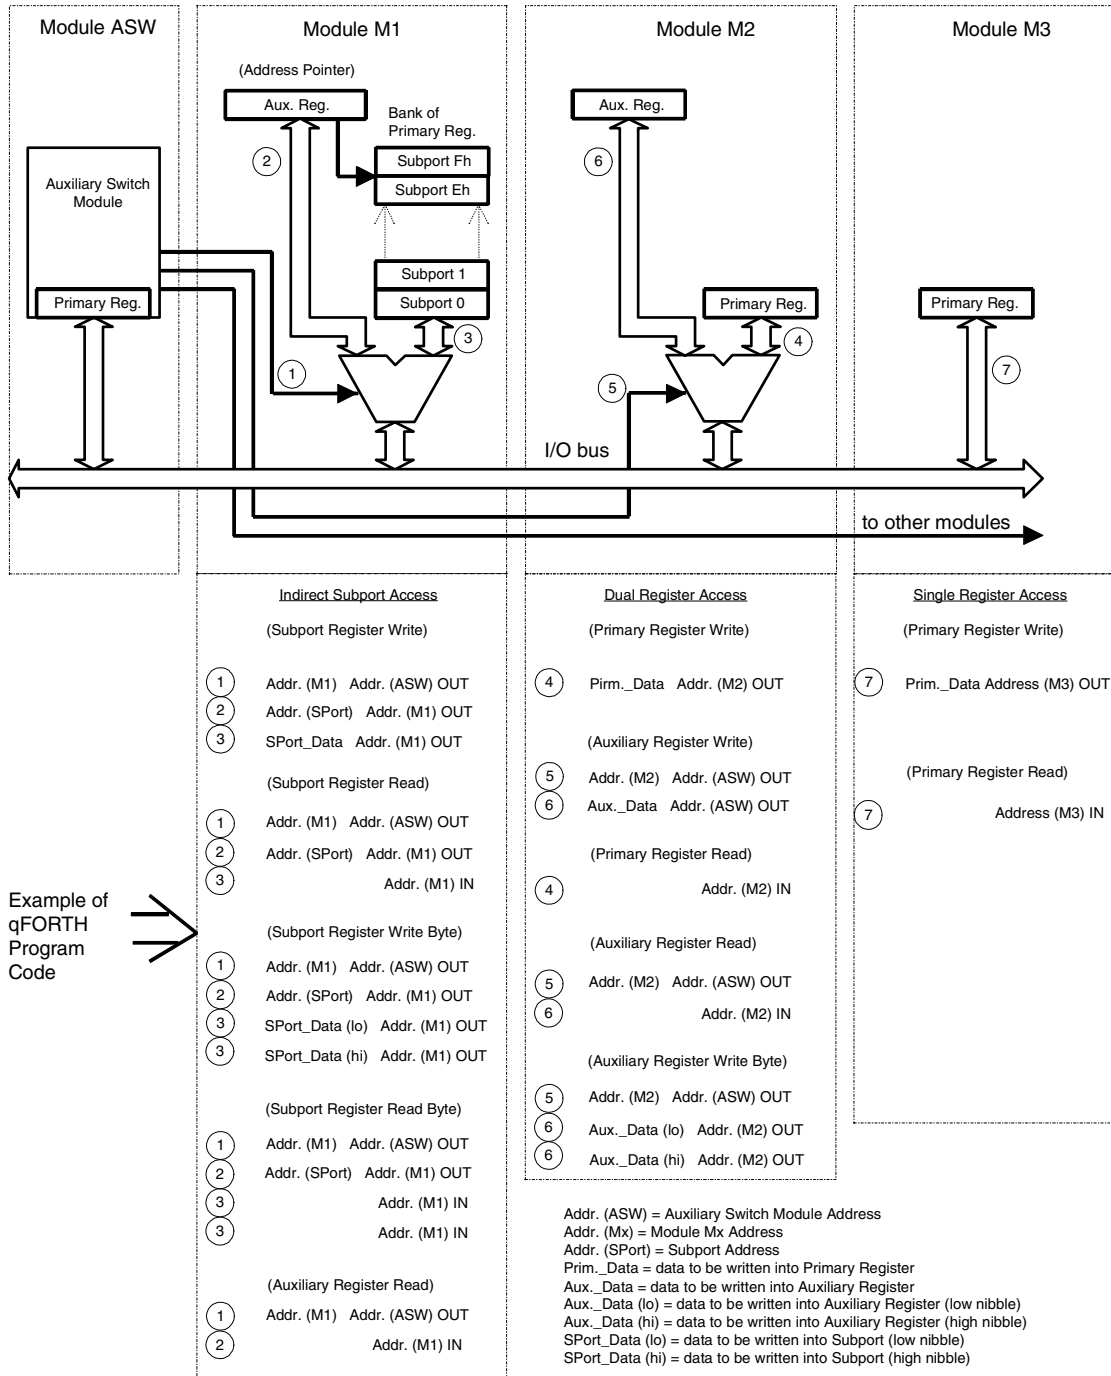 Module ASW
Module M1
Module M2
Module M3
(Address Pointer)
Aux. Reg.
Bank of
Primary Reg.
Subport Fh
Subport Eh
Subport 1
Subport 0
2
3
1
Auxiliary Switch
Module
Primary Reg.
Aux. Reg.
6
Primary Reg.
4
5
Primary Reg.
7
I/O bus
to other modules
Indirect Subport Access
(Subport Register Write)
1 Addr. (M1) Addr. (ASW) OUT
2 Addr. (SPort) Addr. (M1) OUT
3 SPort_Data Addr. (M1) OUT
(Subport Register Read)
1 Addr. (M1) Addr. (ASW) OUT
2 Addr. (SPort) Addr. (M1) OUT
3 Addr. (M1) IN
(Subport Register Write Byte)
1 Addr. (M1) Addr. (ASW) OUT
2 Addr. (SPort) Addr. (M1) OUT
3 SPort_Data (lo) Addr. (M1) OUT
3 SPort_Data (hi) Addr. (M1) OUT
(Subport Register Read Byte)
1 Addr. (M1) Addr. (ASW) OUT
2 Addr. (SPort) Addr. (M1) OUT
3 Addr. (M1) IN
3 Addr. (M1) IN
(Auxiliary Register Read)
1 Addr. (M1) Addr. (ASW) OUT
2 Addr. (M1) IN
Example of
qFORTH
Program
Code
Dual Register Access
(Primary Register Write)
4 Pirm._Data Addr. (M2) OUT
(Auxiliary Register Write)
5 Addr. (M2) Addr. (ASW) OUT
6 Aux._Data Addr. (ASW) OUT
(Primary Register Read)
4 Addr. (M2) IN
(Auxiliary Register Read)
5 Addr. (M2) Addr. (ASW) OUT
6 Addr. (M2) IN
(Auxiliary Register Write Byte)
5 Addr. (M2) Addr. (ASW) OUT
6 Aux._Data (lo) Addr. (M2) OUT
6 Aux._Data (hi) Addr. (M2) OUT
Single Register Access
(Primary Register Write)
7 Prim._Data Address (M3) OUT
(Primary Register Read)
7 Address (M3) IN
Addr. (ASW) = Auxiliary Switch Module Address
Addr. (Mx) = Module Mx Address
Addr. (SPort) = Subport Address
Prim._Data = data to be written into Primary Register
Aux._Data = data to be written into Auxiliary Register
Aux._Data (lo) = data to be written into Auxiliary Register (low nibble)
Aux._Data (hi) = data to be written into Auxiliary Register (high nibble)
SPort_Data (lo) = data to be written into Subport (low nibble)
SPort_Data (hi) = data to be written into Subport (high nibble)